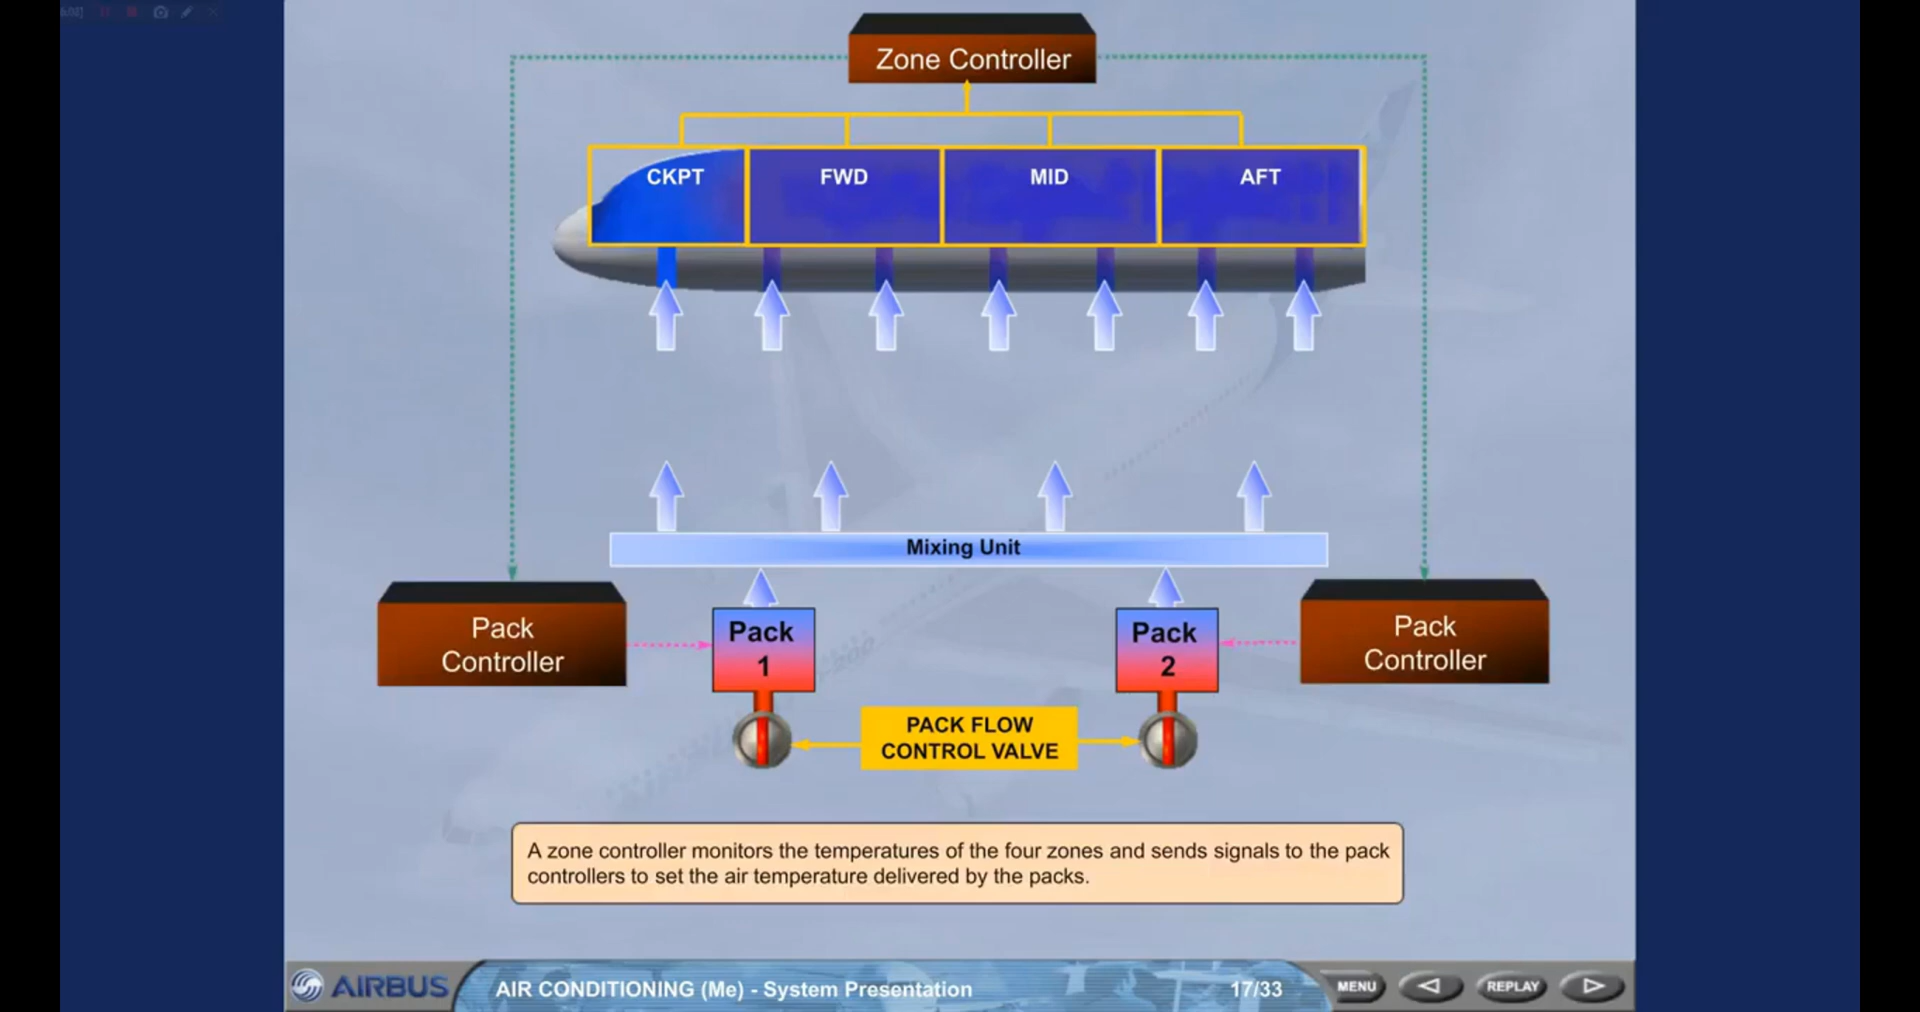 Zone Controller
CKPT
FWD
MID
AFT
Mixing Unit
Pack
Controller
Pack
1
Pack
2
Pack
Controller
PACK FLOW
CONTROL VALVE
A zone controller monitors the temperatures of the four zones and sends signals to the pack
controllers to set the air temperature delivered by the packs.
AIRBUS
AIR CONDITIONING (Me) - System Presentation
17/33
MENU
REPLAY